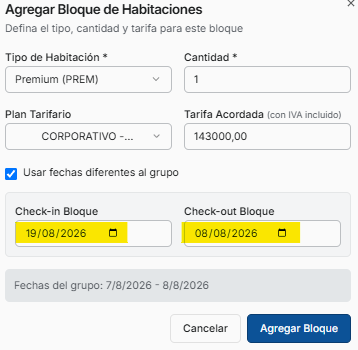 Agregar Bloque de Habitaciones
Defina el tipo, cantidad y tarifa para este bloque
Tipo de Habitación * Cantidad *
Premium (PREM) 1
Plan Tarifario Tarifa Acordada (con IVA incluido)
CORPORATIVO -... 143000,00
Usar fechas diferentes al grupo
Check-in Bloque Check-out Bloque
19/08/2026 08/08/2026
Fechas del grupo: 7/8/2026 - 8/8/2026
Cancelar Agregar Bloque